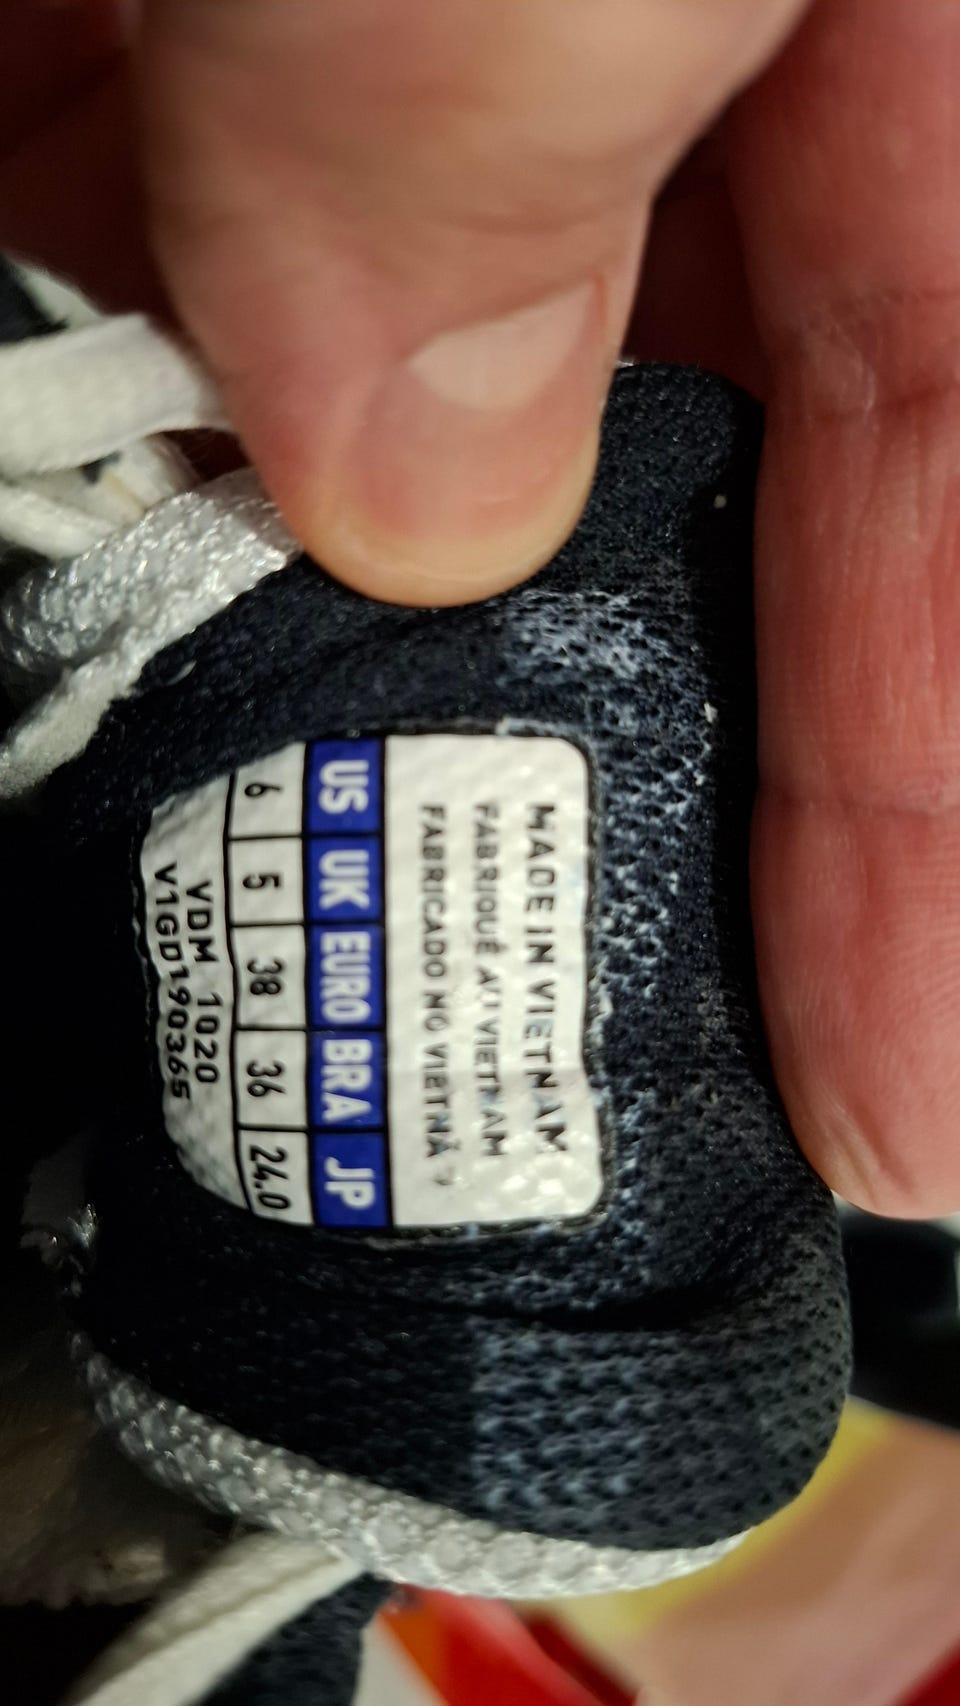 MADE IN VIETNAM
FABRIQUÉ AU VIETNAM
FABRICADO NO VIETNÃ
US UK EURO BRA JP
6 5 38 36 24.0
VDM 1020
V1GD190365